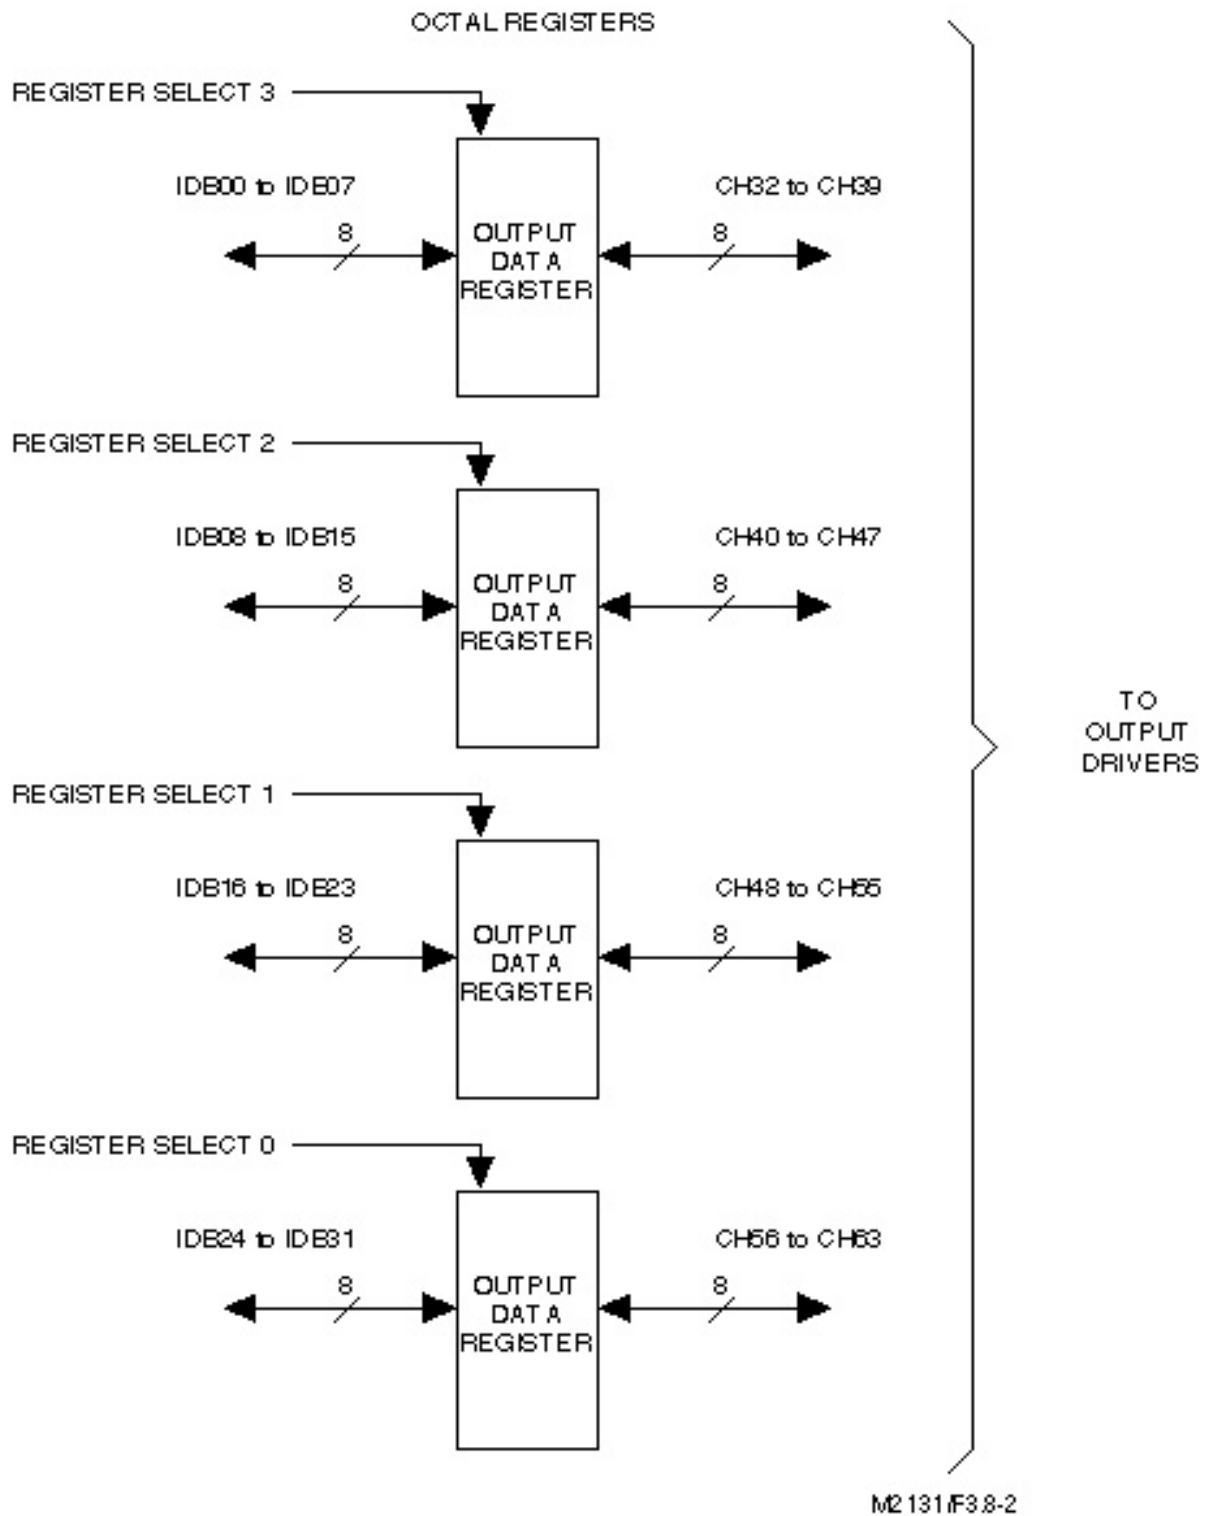 OCTAL REGISTERS
REGISTER SELECT 3
IDB00 to IDB07
CH32 to CH39
8
8
OUTPUT
DATA
REGISTER
REGISTER SELECT 2
IDB08 to IDB15
CH40 to CH47
8
8
OUTPUT
DATA
REGISTER
TO
OUTPUT
DRIVERS
REGISTER SELECT 1
IDB16 to IDB23
CH48 to CH55
8
8
OUTPUT
DATA
REGISTER
REGISTER SELECT 0
IDB24 to IDB31
CH56 to CH63
8
8
OUTPUT
DATA
REGISTER
M2131/F3.8-2